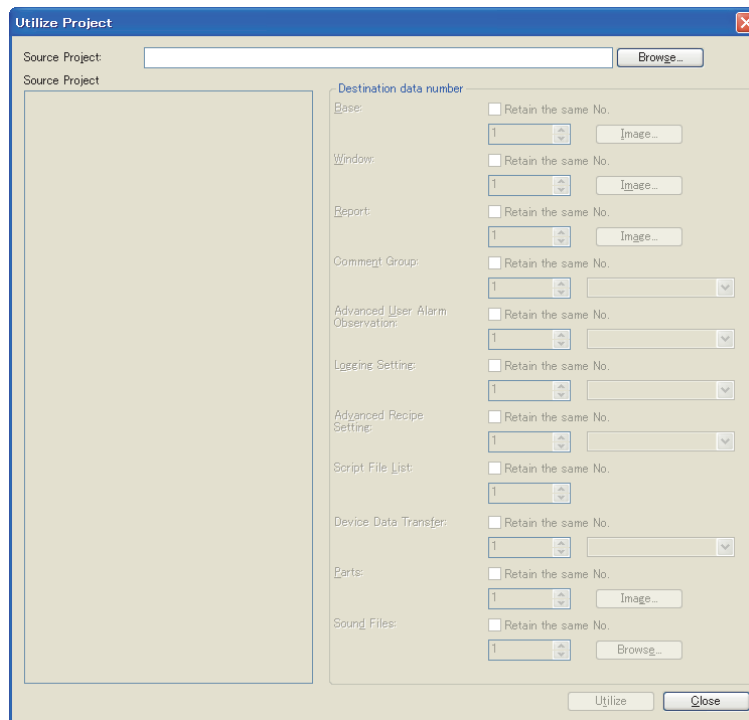 Utilize Project
Source Project: Browse...
Source Project
Destination data number
Base: Retain the same No.
1 Image...
Window: Retain the same No.
1 Image...
Report: Retain the same No.
1 Image...
Comment Group: Retain the same No.
1
Advanced User Alarm Observation: Retain the same No.
1
Logging Setting: Retain the same No.
1
Advanced Recipe Setting: Retain the same No.
1
Script File List: Retain the same No.
1
Device Data Transfer: Retain the same No.
1
Parts: Retain the same No.
1 Image...
Sound Files: Retain the same No.
1 Browse...
Utilize Close